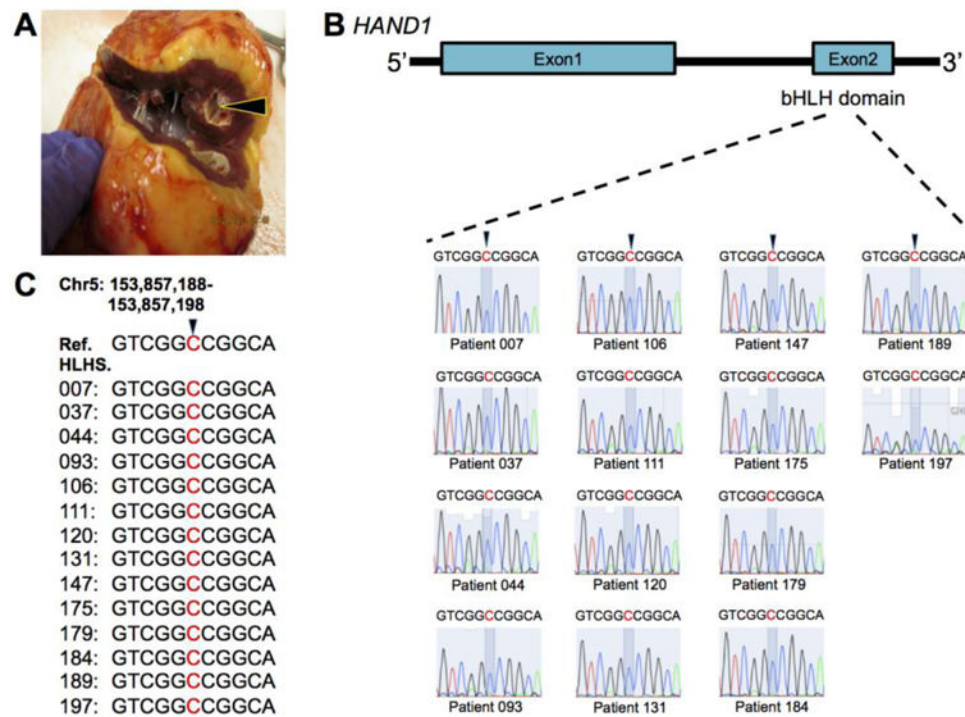 A
B HAND1
5' Exon1 Exon2 3'
bHLH domain
GTCGGCCGGCA GTCGGCCGGCA GTCGGCCGGCA GTCGGCCGGCA
Patient 007 Patient 106 Patient 147 Patient 189
GTCGGCCGGCA GTCGGCCGGCA GTCGGCCGGCA GTCGGCCGGCA
Patient 037 Patient 111 Patient 175 Patient 197
GTCGGCCGGCA GTCGGCCGGCA GTCGGCCGGCA
Patient 044 Patient 120 Patient 179
GTCGGCCGGCA GTCGGCCGGCA GTCGGCCGGCA
Patient 093 Patient 131 Patient 184
C Chr5: 153,857,188-
153,857,198
Ref. GTCGGCCGGCA
HLHS.
007: GTCGGCCGGCA
037: GTCGGCCGGCA
044: GTCGGCCGGCA
093: GTCGGCCGGCA
106: GTCGGCCGGCA
111: GTCGGCCGGCA
120: GTCGGCCGGCA
131: GTCGGCCGGCA
147: GTCGGCCGGCA
175: GTCGGCCGGCA
179: GTCGGCCGGCA
184: GTCGGCCGGCA
189: GTCGGCCGGCA
197: GTCGGCCGGCA